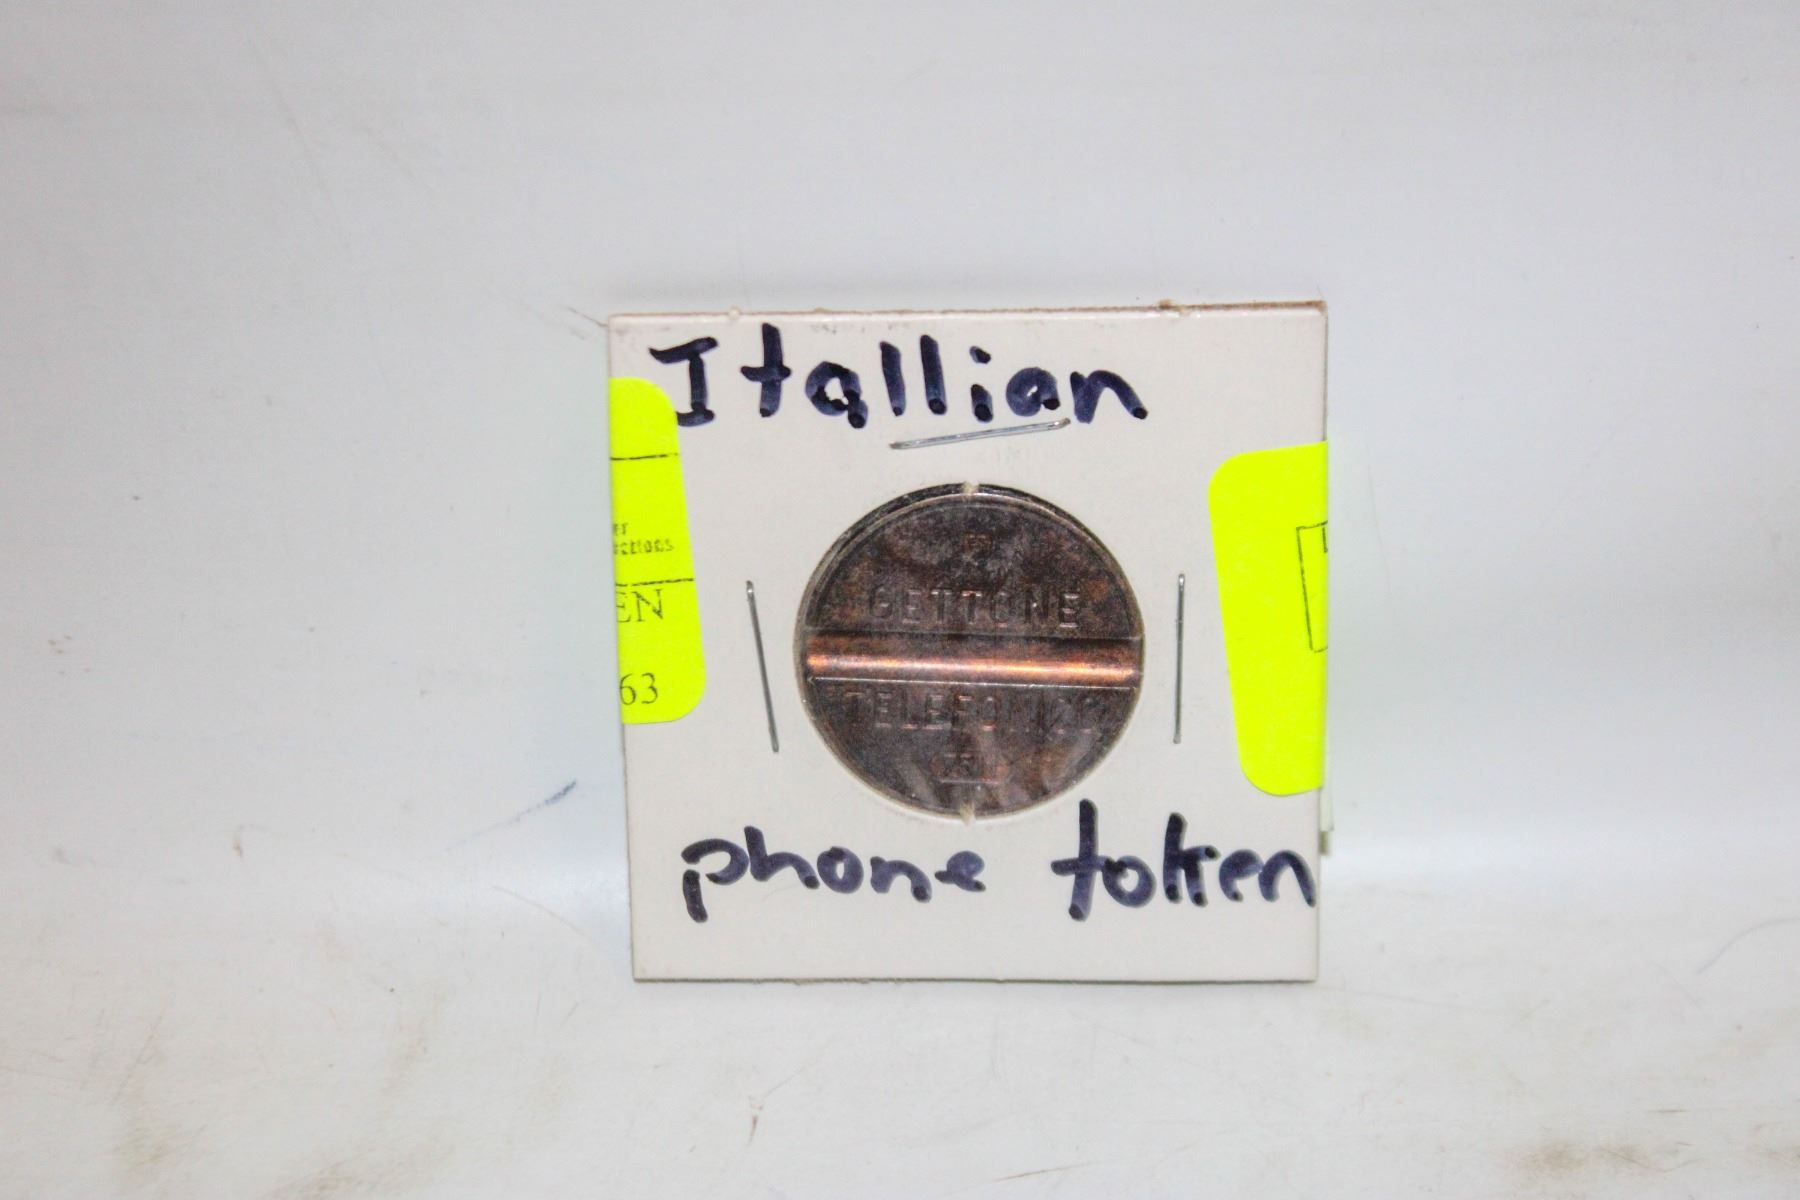 Itallian
EN
63
GETTONE
TELEFONICO
phone token